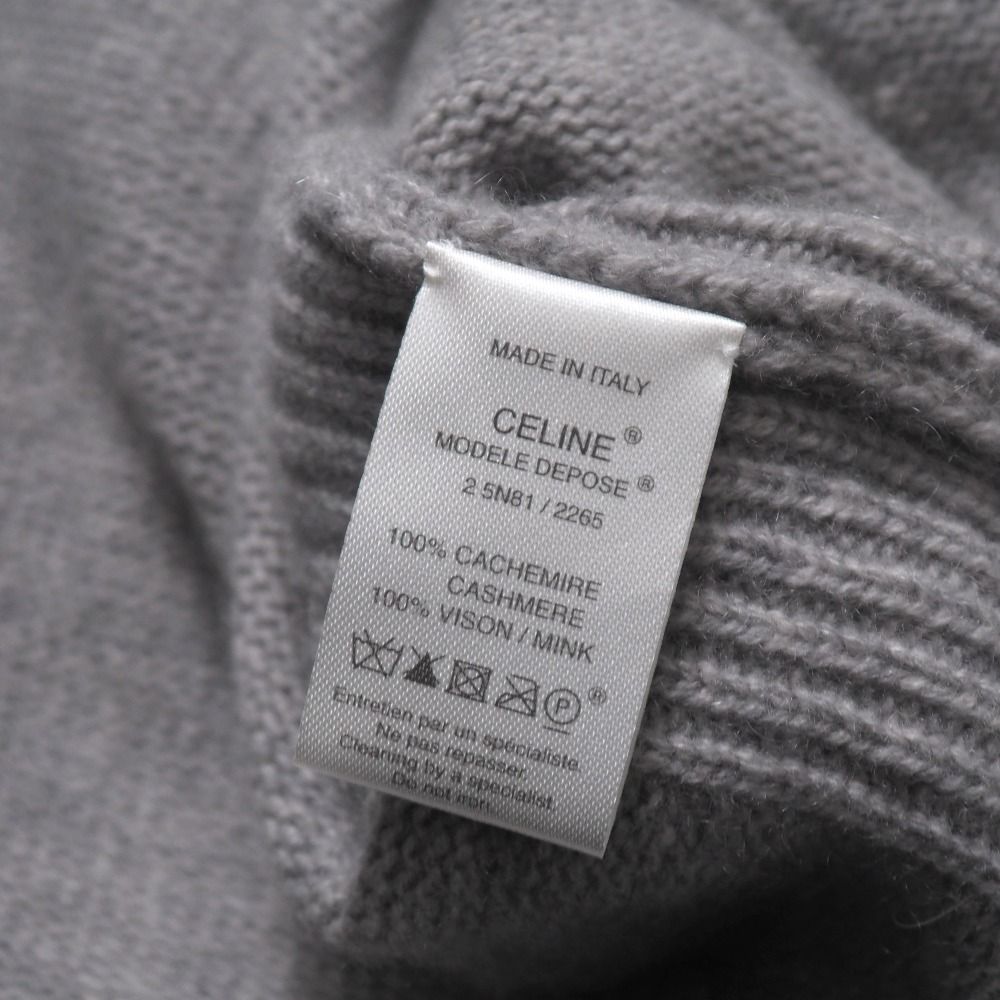 MADE IN ITALY
CELINE®
MODELE DEPOSE®
2 5N81 / 2265
100% CACHEMIRE
CASHMERE
100% VISON / MINK
P ®
Entretien par un spécialiste.
Ne pas repasser.
Cleaning by a specialist.
Do not iron.